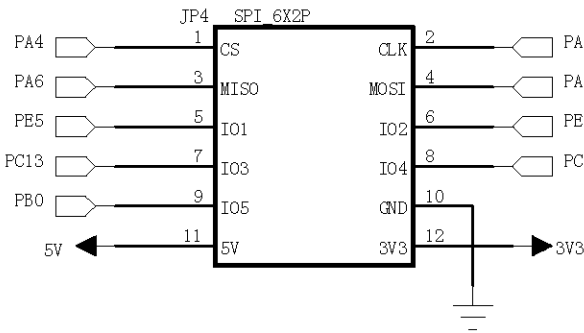 JP4 SPI_6X2P
PA4 1 CS CLK 2 PA
PA6 3 MISO MOSI 4 PA
PE5 5 IO1 IO2 6 PE
PC13 7 IO3 IO4 8 PC
PB0 9 IO5 GND 10
5V 11 5V 3V3 12 3V3